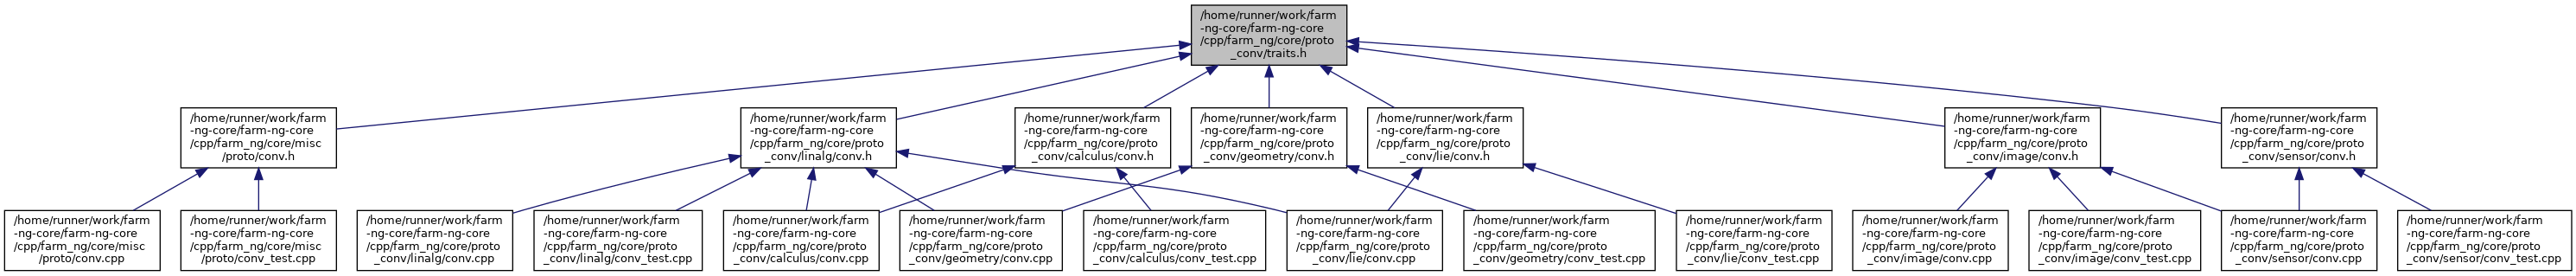 /home/runner/work/farm
-ng-core/farm-ng-core
/cpp/farm_ng/core/proto
_conv/traits.h
/home/runner/work/farm
-ng-core/farm-ng-core
/cpp/farm_ng/core/misc
/proto/conv.h
/home/runner/work/farm
-ng-core/farm-ng-core
/cpp/farm_ng/core/proto
_conv/linalg/conv.h
/home/runner/work/farm
-ng-core/farm-ng-core
/cpp/farm_ng/core/proto
_conv/calculus/conv.h
/home/runner/work/farm
-ng-core/farm-ng-core
/cpp/farm_ng/core/proto
_conv/geometry/conv.h
/home/runner/work/farm
-ng-core/farm-ng-core
/cpp/farm_ng/core/proto
_conv/lie/conv.h
/home/runner/work/farm
-ng-core/farm-ng-core
/cpp/farm_ng/core/proto
_conv/image/conv.h
/home/runner/work/farm
-ng-core/farm-ng-core
/cpp/farm_ng/core/proto
_conv/sensor/conv.h
/home/runner/work/farm
-ng-core/farm-ng-core
/cpp/farm_ng/core/misc
/proto/conv.cpp
/home/runner/work/farm
-ng-core/farm-ng-core
/cpp/farm_ng/core/misc
/proto/conv_test.cpp
/home/runner/work/farm
-ng-core/farm-ng-core
/cpp/farm_ng/core/proto
_conv/linalg/conv.cpp
/home/runner/work/farm
-ng-core/farm-ng-core
/cpp/farm_ng/core/proto
_conv/linalg/conv_test.cpp
/home/runner/work/farm
-ng-core/farm-ng-core
/cpp/farm_ng/core/proto
_conv/calculus/conv.cpp
/home/runner/work/farm
-ng-core/farm-ng-core
/cpp/farm_ng/core/proto
_conv/geometry/conv.cpp
/home/runner/work/farm
-ng-core/farm-ng-core
/cpp/farm_ng/core/proto
_conv/calculus/conv_test.cpp
/home/runner/work/farm
-ng-core/farm-ng-core
/cpp/farm_ng/core/proto
_conv/lie/conv.cpp
/home/runner/work/farm
-ng-core/farm-ng-core
/cpp/farm_ng/core/proto
_conv/geometry/conv_test.cpp
/home/runner/work/farm
-ng-core/farm-ng-core
/cpp/farm_ng/core/proto
_conv/lie/conv_test.cpp
/home/runner/work/farm
-ng-core/farm-ng-core
/cpp/farm_ng/core/proto
_conv/image/conv.cpp
/home/runner/work/farm
-ng-core/farm-ng-core
/cpp/farm_ng/core/proto
_conv/image/conv_test.cpp
/home/runner/work/farm
-ng-core/farm-ng-core
/cpp/farm_ng/core/proto
_conv/sensor/conv.cpp
/home/runner/work/farm
-ng-core/farm-ng-core
/cpp/farm_ng/core/proto
_conv/sensor/conv_test.cpp